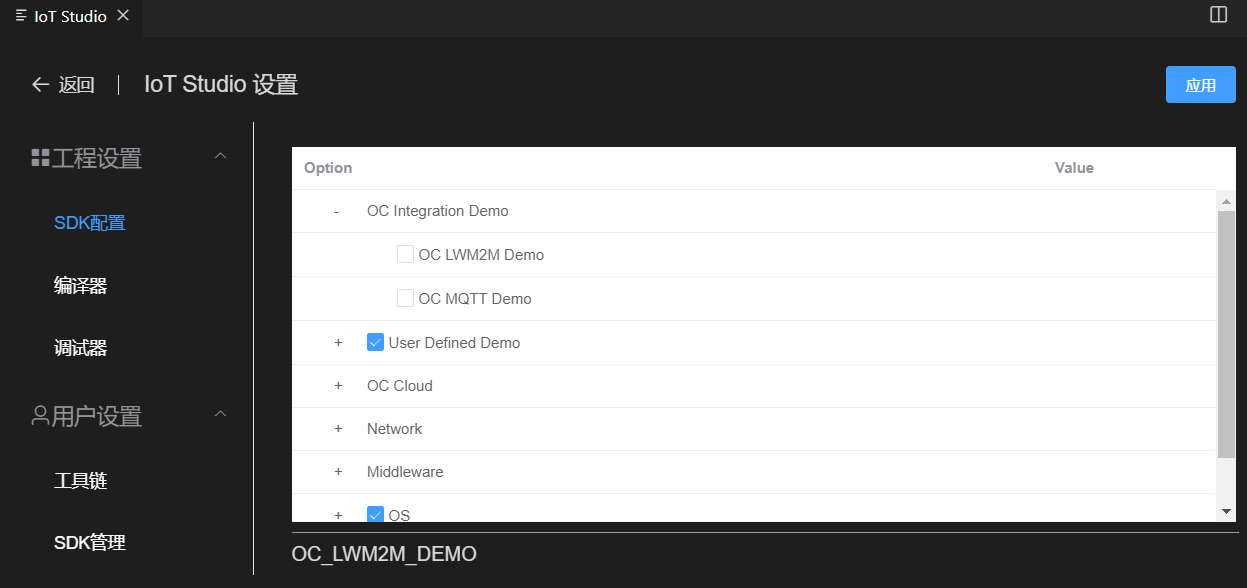 IoT Studio
返回 | IoT Studio 设置
应用
工程设置
SDK配置
编译器
调试器
用户设置
工具链
SDK管理
Option Value
- OC Integration Demo
OC LWM2M Demo
OC MQTT Demo
+ User Defined Demo
+ OC Cloud
+ Network
+ Middleware
+ OS
OC_LWM2M_DEMO